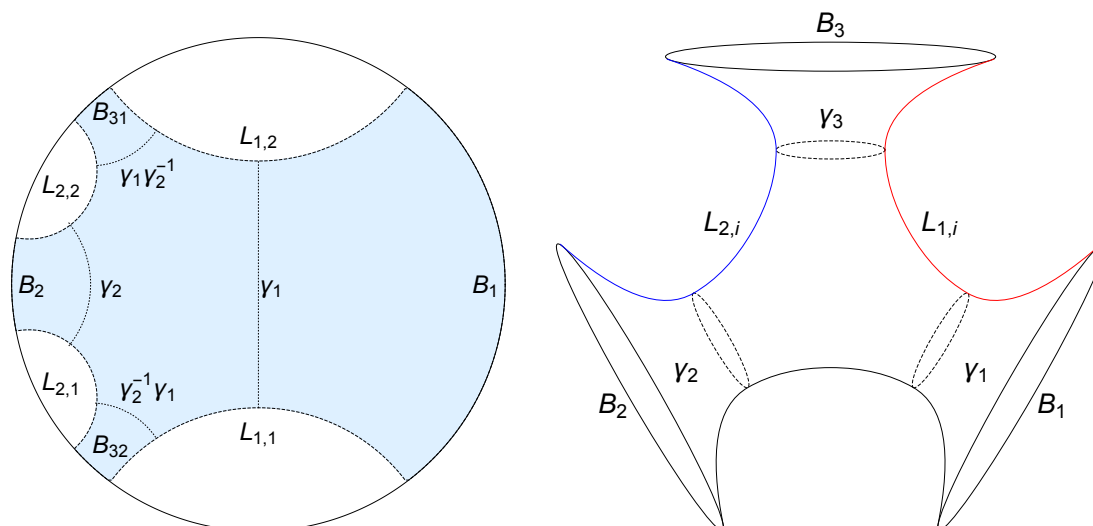 B₃₁
L₁,₂
γ₁γ₂⁻¹
L₂,₂
B₂
γ₂
γ₁
B₁
L₂,₁
γ₂⁻¹γ₁
B₃₂
L₁,₁
B₃
γ₃
L₂,ᵢ
L₁,ᵢ
γ₂
γ₁
B₂
B₁